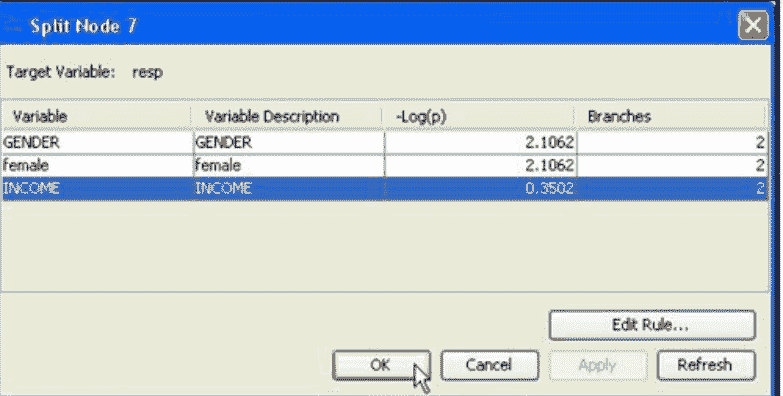 Split Node 7
Target Variable: resp
Variable Variable Description -Log(p) Branches
GENDER GENDER 2.1062 2
female female 2.1062 2
INCOME INCOME 0.3502 2
Edit Rule...
OK Cancel Apply Refresh